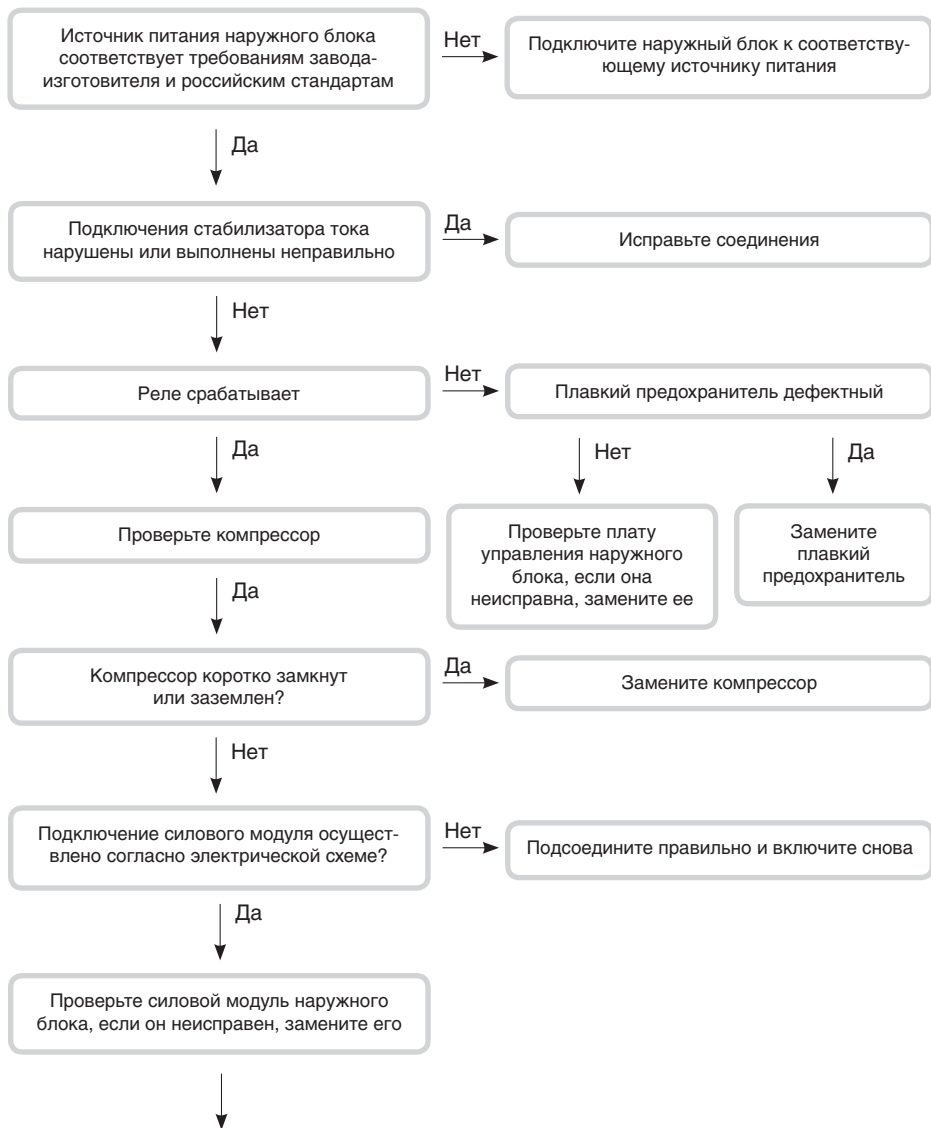 Источник питания наружного блока
соответствует требованиям завода-
изготовителя и российским стандартам
Нет
Подключите наружный блок к соответству-
ющему источнику питания
Да
Подключения стабилизатора тока
нарушены или выполнены неправильно
Да
Исправьте соединения
Нет
Реле срабатывает
Нет
Плавкий предохранитель дефектный
Да
Нет
Да
Проверьте компрессор
Проверьте плату
управления наружного
блока, если она
неисправна, замените ее
Замените
плавкий
предохранитель
Да
Компрессор коротко замкнут
или заземлен?
Да
Замените компрессор
Нет
Подключение силового модуля осущест-
влено согласно электрической схеме?
Нет
Подсоедините правильно и включите снова
Да
Проверьте силовой модуль наружного
блока, если он неисправен, замените его